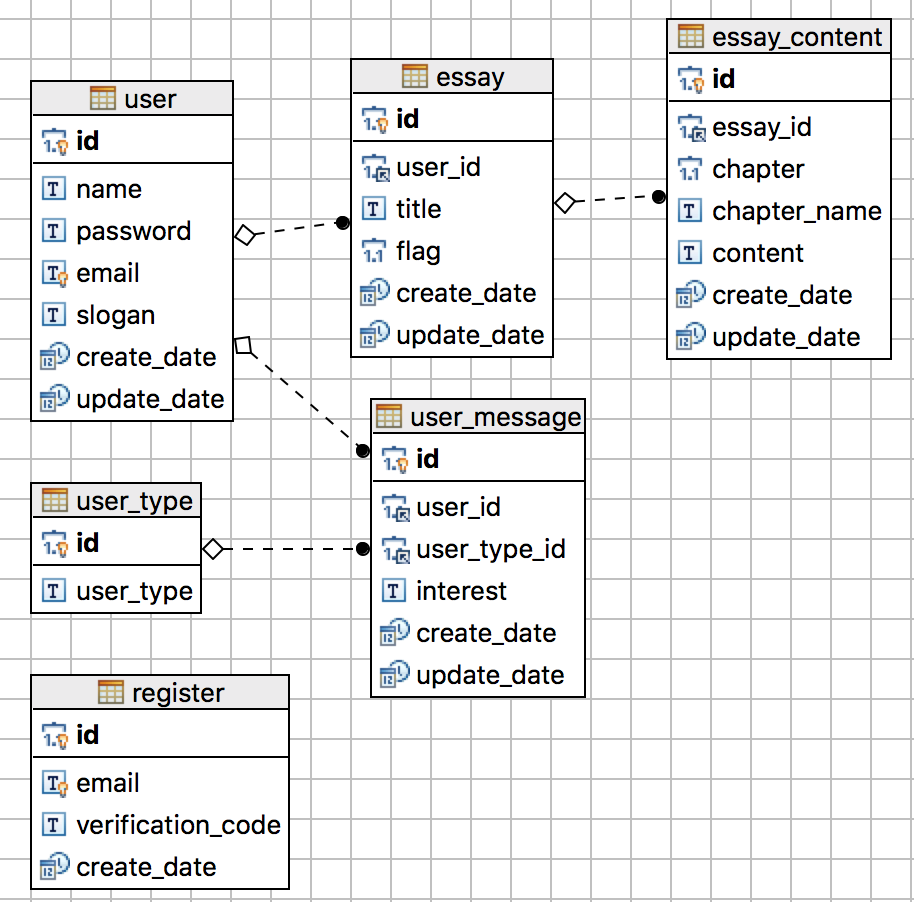 user
id
name
password
email
slogan
create_date
update_date
essay
id
user_id
title
flag
create_date
update_date
essay_content
id
essay_id
chapter
chapter_name
content
create_date
update_date
user_message
id
user_id
user_type_id
interest
create_date
update_date
user_type
id
user_type
register
id
email
verification_code
create_date